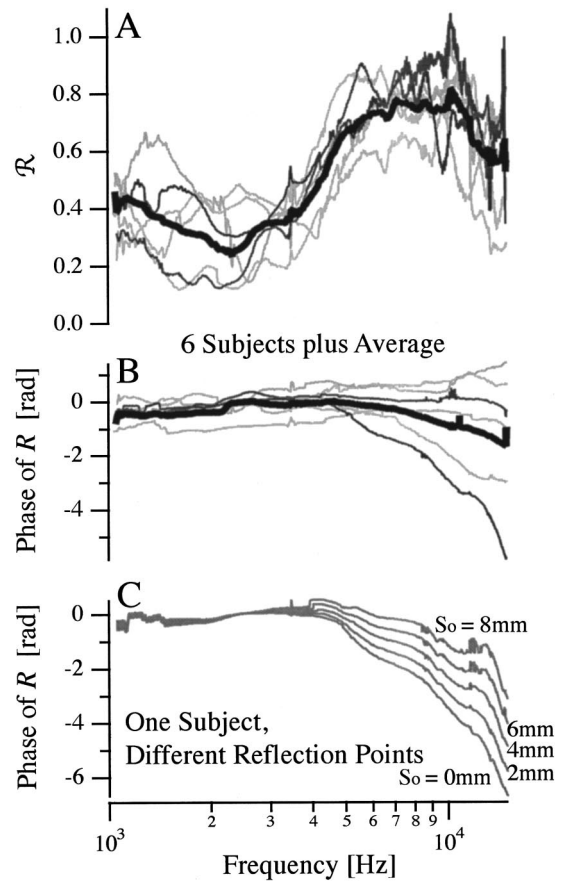 A
1.0
0.8
0.6
0.4
0.2
0.0
ℛ
6 Subjects plus Average
B
0
-2
-4
Phase of R [rad]
C
0
-2
-4
-6
Phase of R [rad]
So = 8mm
6mm
4mm
2mm
So = 0mm
One Subject,
Different Reflection Points
10³ 2 3 4 5 6 7 8 9 10⁴
Frequency [Hz]